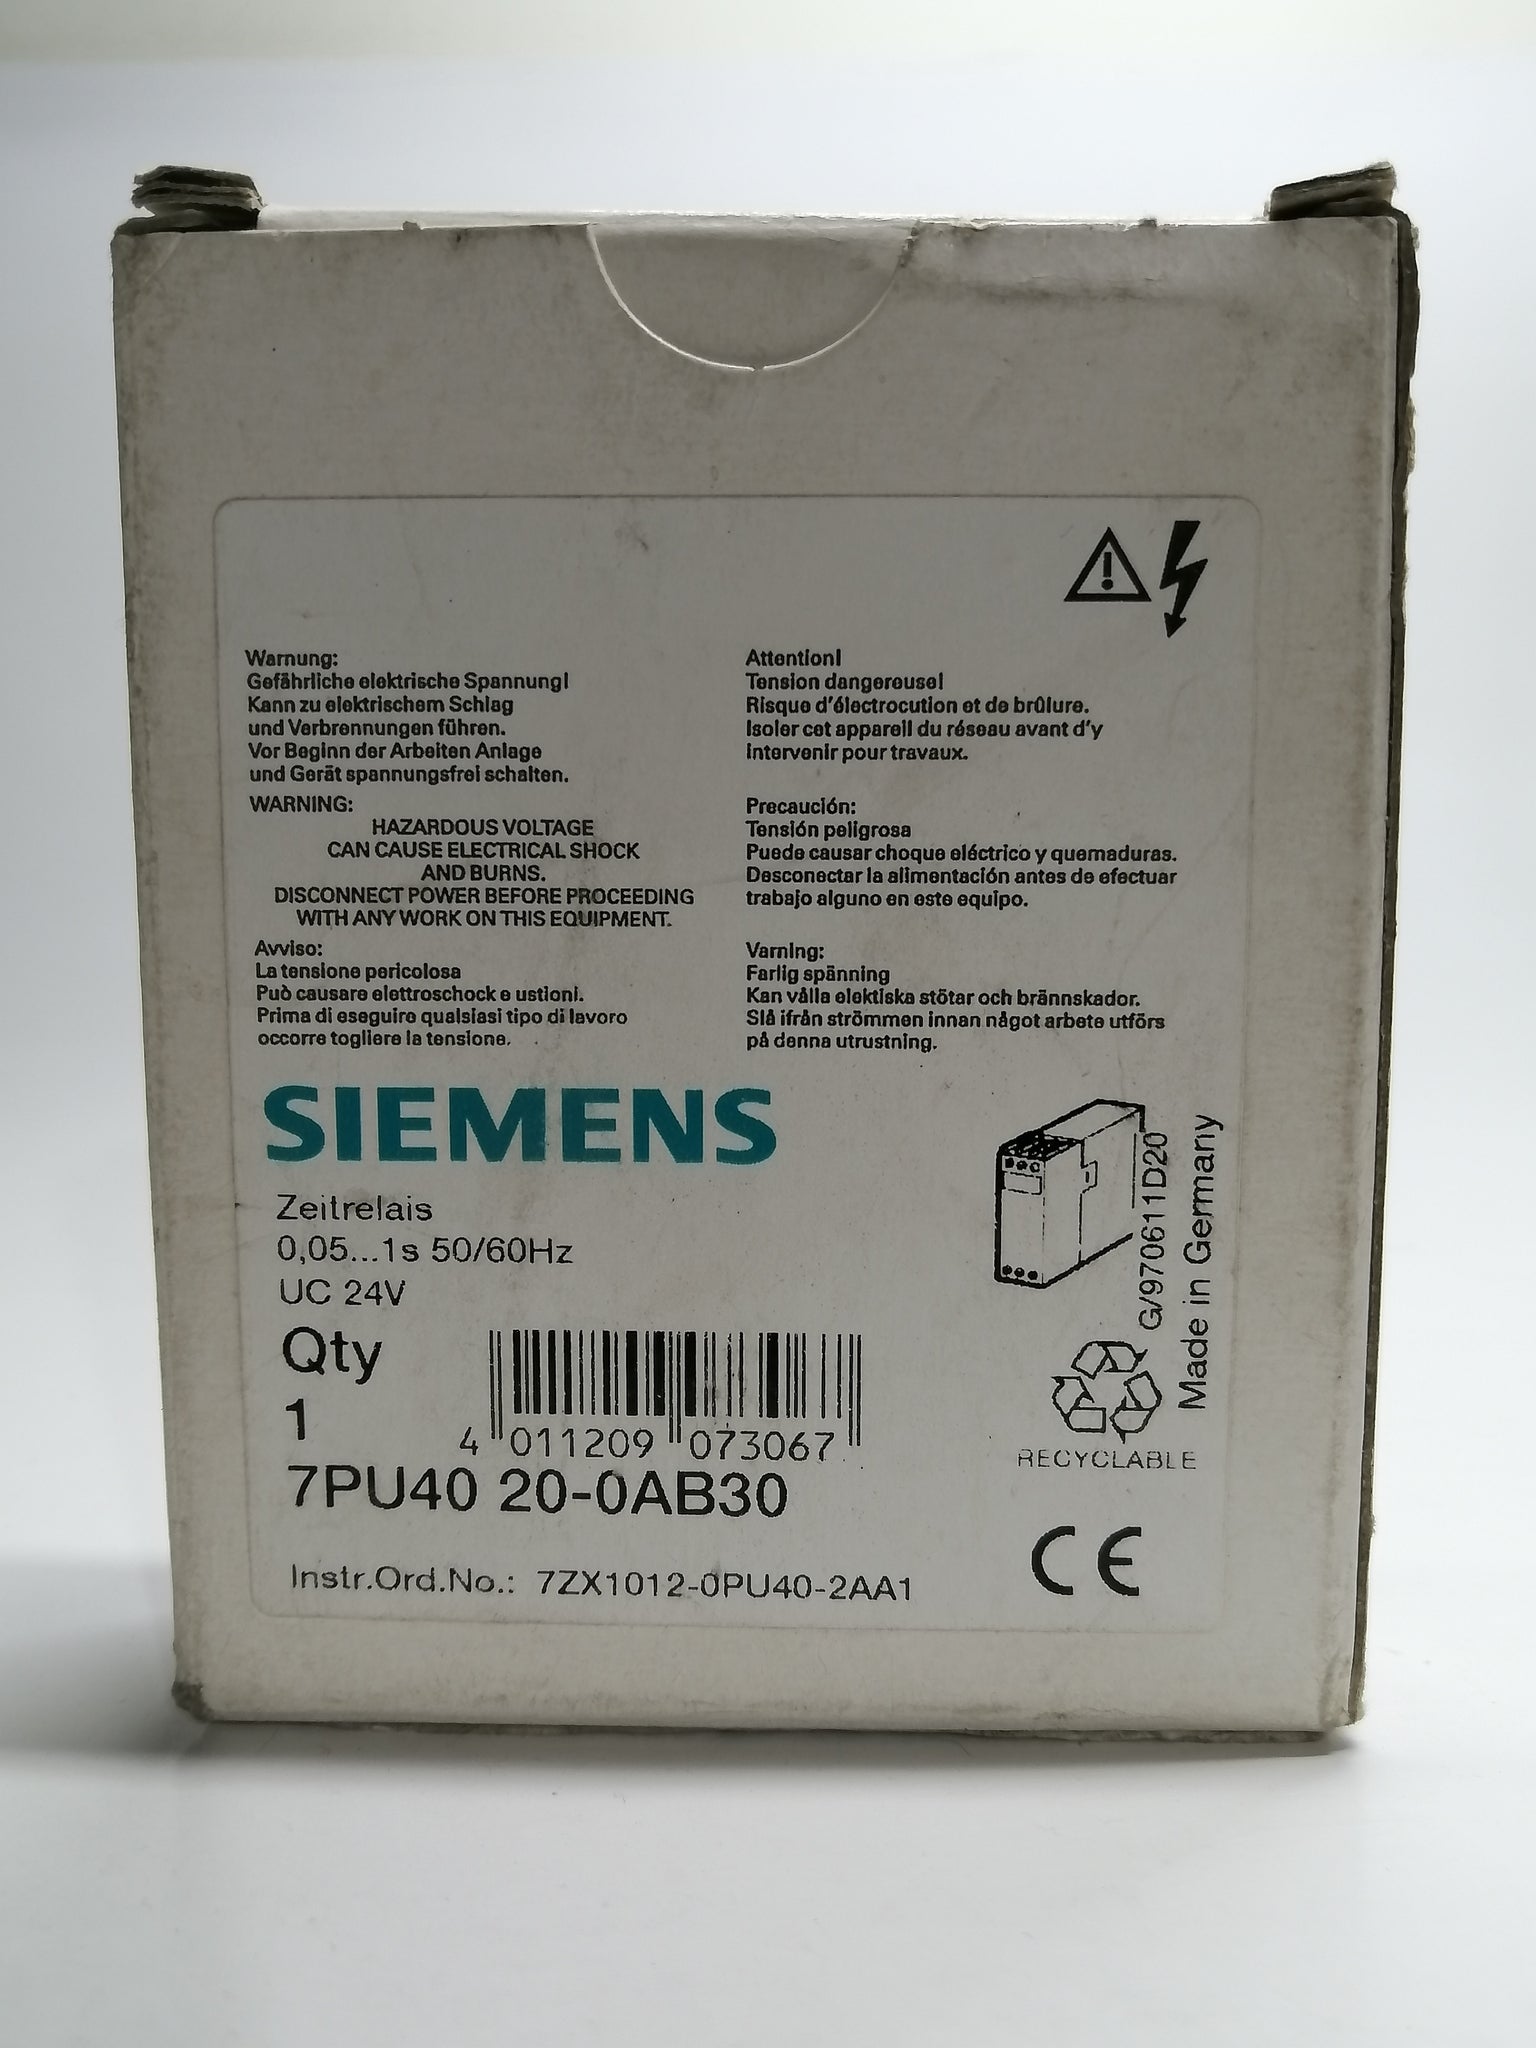 Warnung:
Gefährliche elektrische Spannung!
Kann zu elektrischem Schlag
und Verbrennungen führen.
Vor Beginn der Arbeiten Anlage
und Gerät spannungsfrei schalten.
WARNING:
HAZARDOUS VOLTAGE
CAN CAUSE ELECTRICAL SHOCK
AND BURNS.
DISCONNECT POWER BEFORE PROCEEDING
WITH ANY WORK ON THIS EQUIPMENT.
Avviso:
La tensione pericolosa
Può causare elettroschock e ustioni.
Prima di eseguire qualsiasi tipo di lavoro
occorre togliere la tensione.
Attention!
Tension dangereuse!
Risque d'électrocution et de brûlure.
Isoler cet appareil du réseau avant d'y
intervenir pour travaux.
Precaución:
Tensión peligrosa
Puede causar choque eléctrico y quemaduras.
Desconectar la alimentación antes de efectuar
trabajo alguno en este equipo.
Varning:
Farlig spänning
Kan vålla elektiska stötar och brännskador.
Slå ifrån strömmen innan något arbete utförs
på denna utrustning.
SIEMENS
Zeitrelais
0,05...1s 50/60Hz
UC 24V
Qty
1
4 011209 073067
7PU40 20-0AB30
Instr.Ord.No.: 7ZX1012-0PU40-2AA1
G/970611D20
Made in Germany
RECYCLABLE
CE